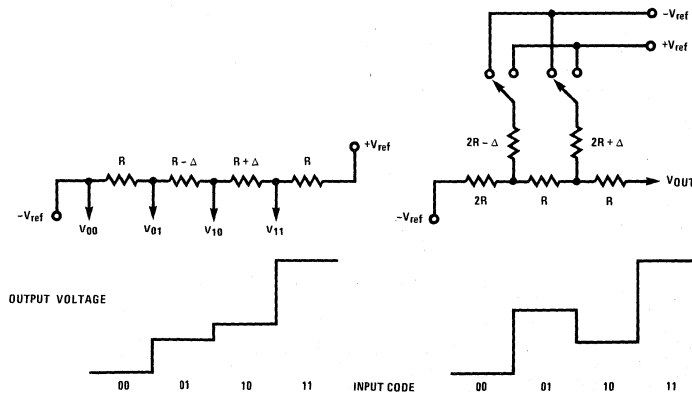 −Vref
+Vref
2R − Δ
2R + Δ
+Vref
R
R − Δ
R + Δ
R
VOUT
−Vref
V00
V01
V10
V11
−Vref
2R
R
R
OUTPUT VOLTAGE
00
01
10
11
INPUT CODE
00
01
10
11